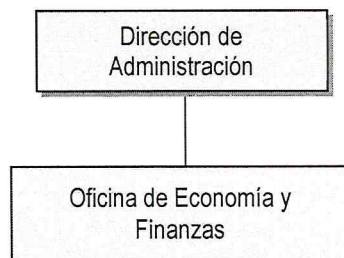 Dirección de
Administración
Oficina de Economía y
Finanzas